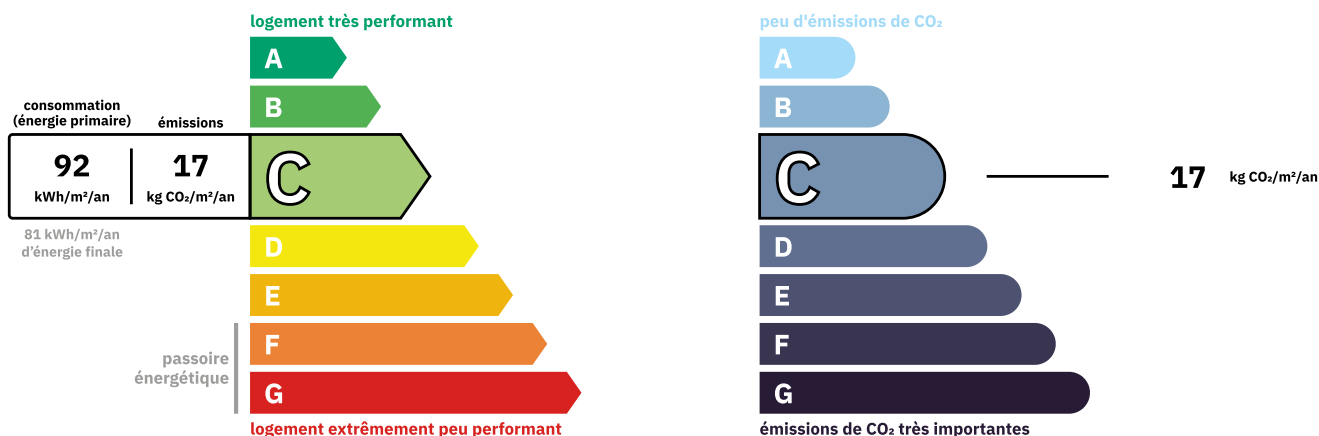 logement très performant
A
B
consommation
(énergie primaire)
émissions
92
kWh/m²/an
17
kg CO₂/m²/an
C
81 kWh/m²/an
d'énergie finale
D
E
F
passoire
énergétique
G
logement extrêmement peu performant
peu d'émissions de CO₂
A
B
C
17 kg CO₂/m²/an
D
E
F
G
émissions de CO₂ très importantes